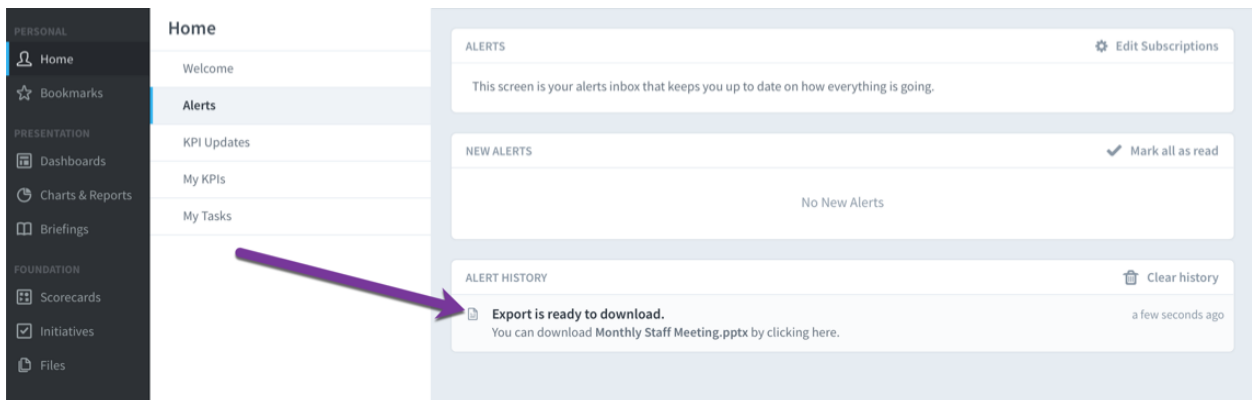 PERSONAL
Home
Bookmarks
PRESENTATION
Dashboards
Charts & Reports
Briefings
FOUNDATION
Scorecards
Initiatives
Files
Home
Welcome
Alerts
KPI Updates
My KPIs
My Tasks
ALERTS
Edit Subscriptions
This screen is your alerts inbox that keeps you up to date on how everything is going.
NEW ALERTS
Mark all as read
No New Alerts
ALERT HISTORY
Clear history
Export is ready to download.
a few seconds ago
You can download Monthly Staff Meeting.pptx by clicking here.